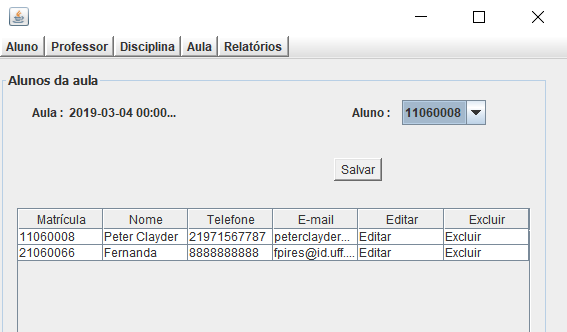 Aluno Professor Disciplina Aula Relatórios
Alunos da aula
Aula : 2019-03-04 00:00... Aluno : 11060008
Salvar
Matrícula Nome Telefone E-mail Editar Excluir
11060008 Peter Clayder 21971567787 peterclayder... Editar Excluir
21060066 Fernanda 8888888888 fpires@id.uff.... Editar Excluir